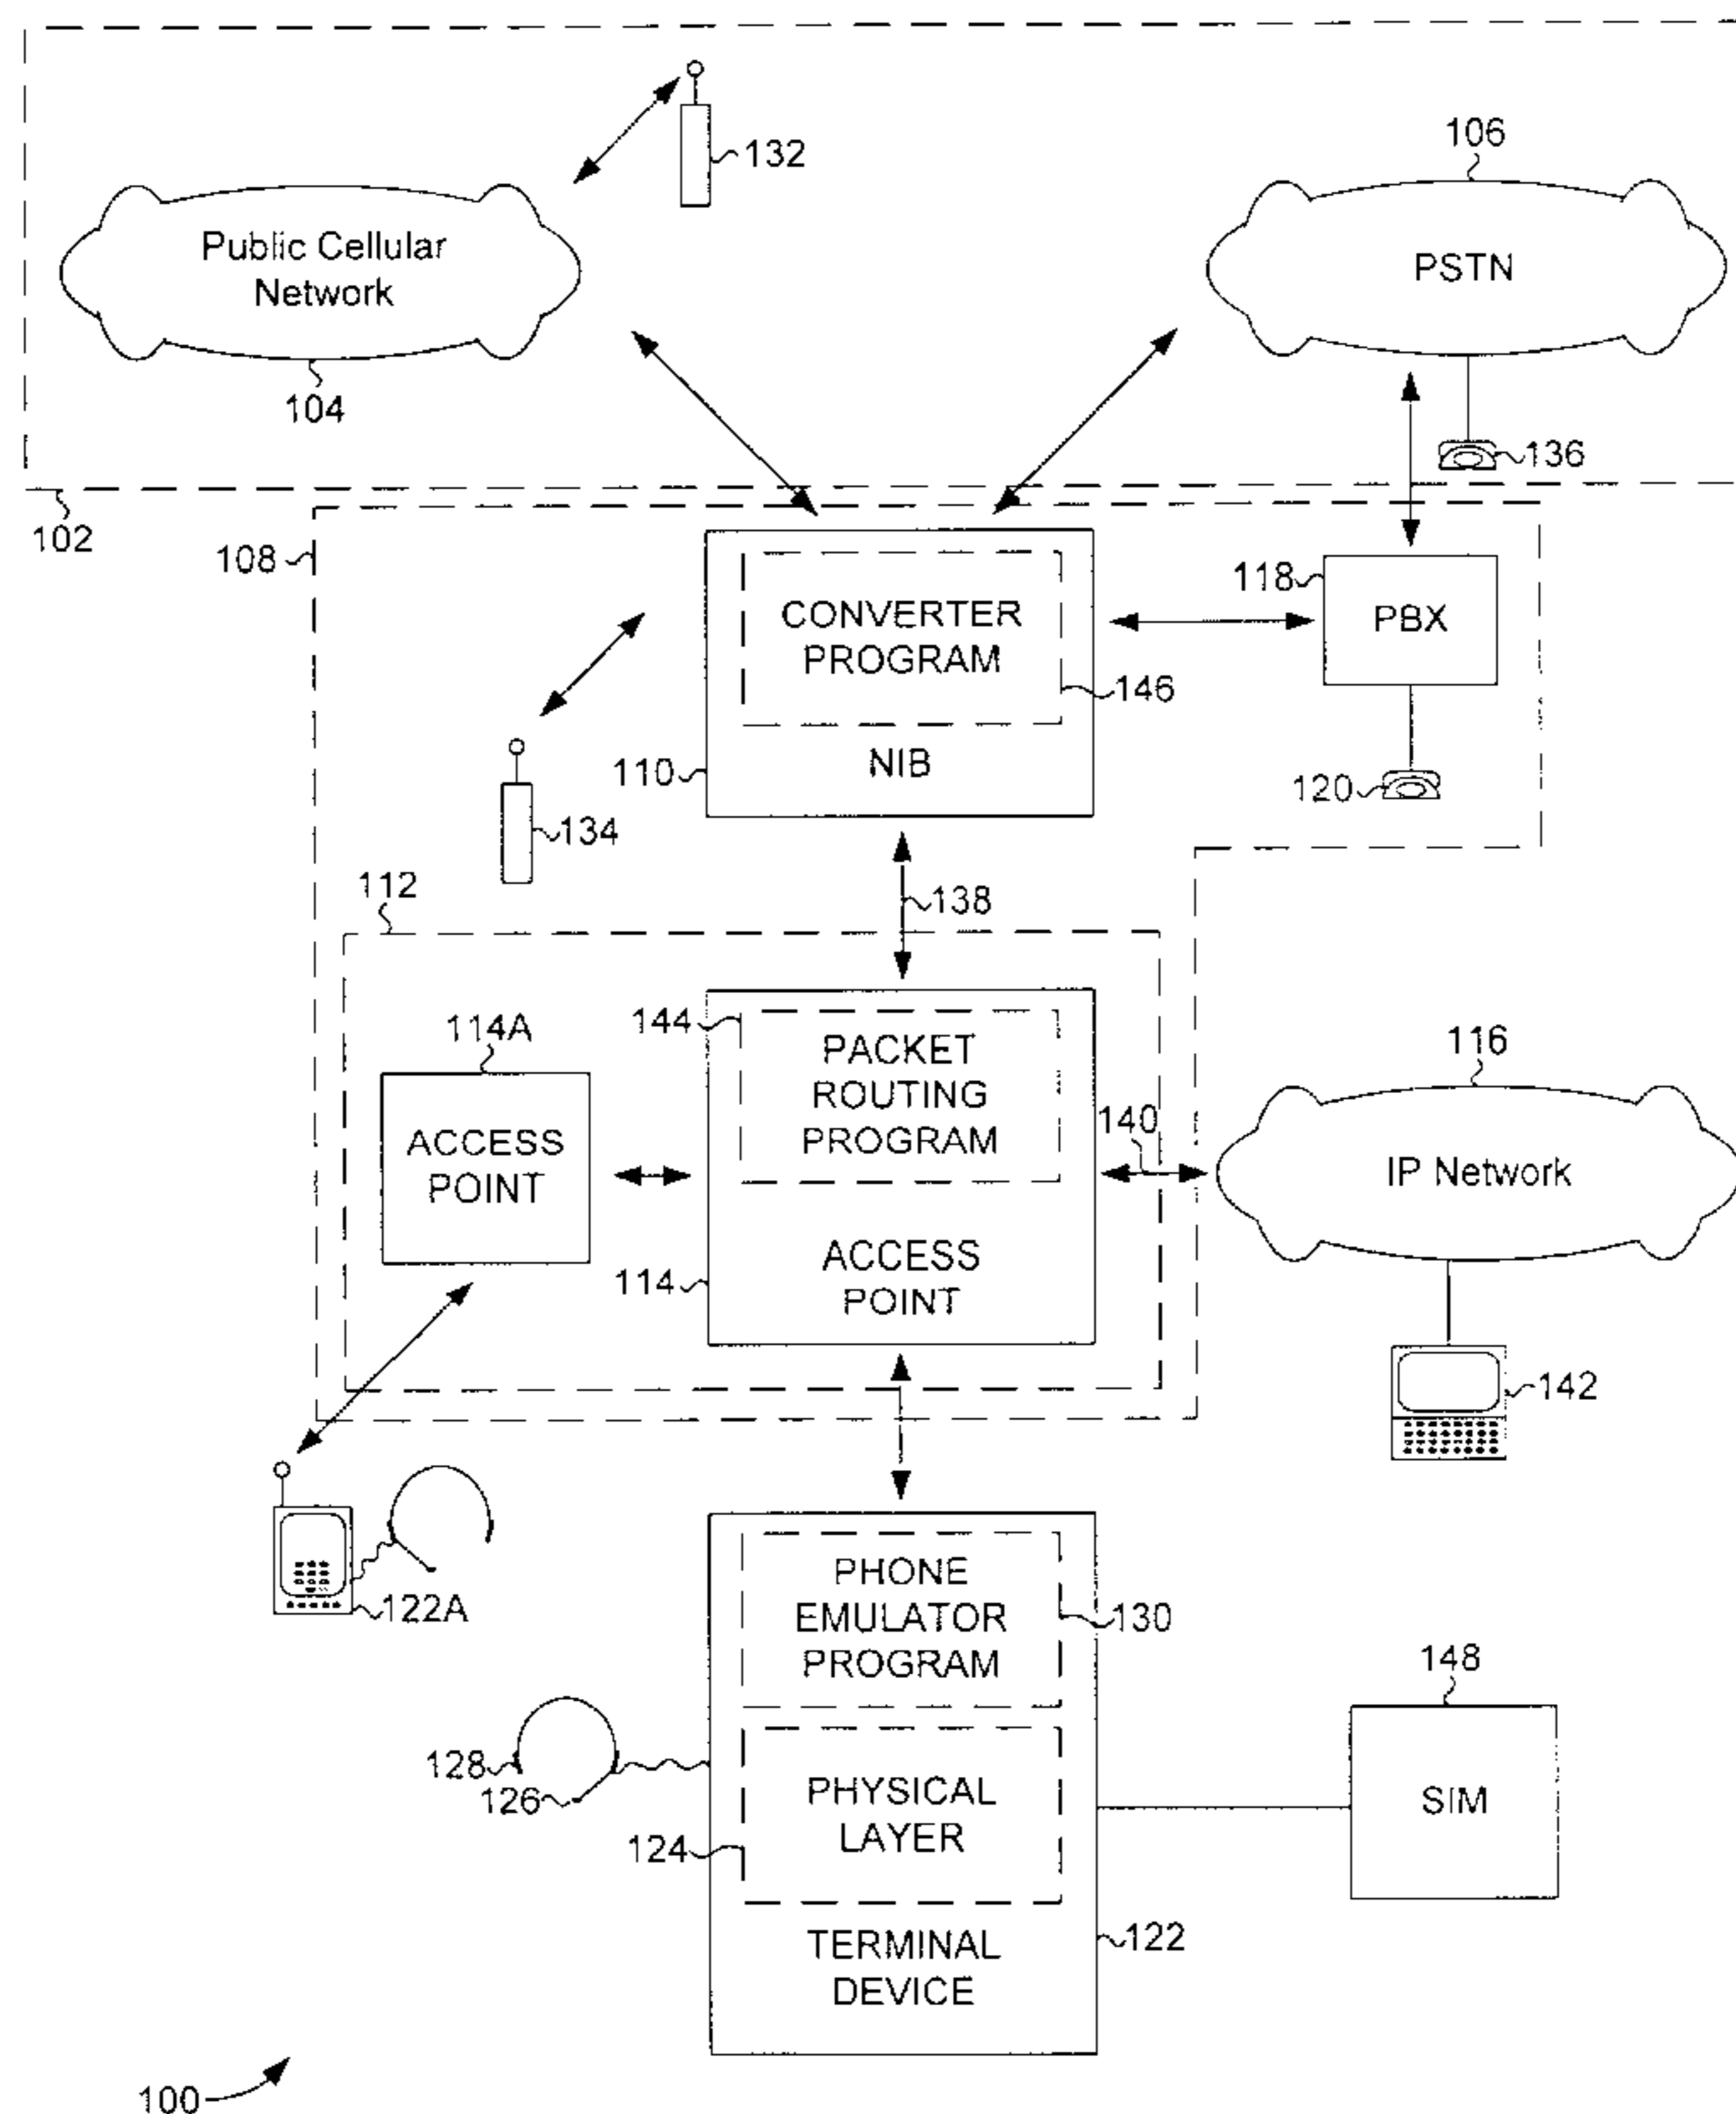 132
106
Public Cellular
Network
PSTN
104
136
102
108
118
CONVERTER
PROGRAM
PBX
146
110
NIB
120
134
112
138
114A
144
PACKET
ROUTING
PROGRAM
116
140
ACCESS
POINT
IP Network
114
ACCESS
POINT
142
122A
PHONE
EMULATOR
PROGRAM
130
148
128
126
PHYSICAL
LAYER
SIM
124
TERMINAL
DEVICE
122
100